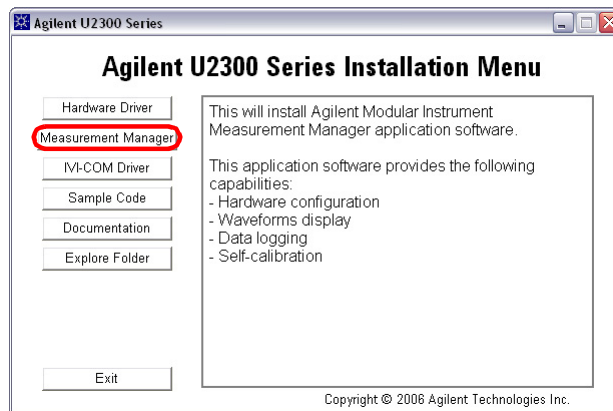 Agilent U2300 Series
Agilent U2300 Series Installation Menu
Hardware Driver
Measurement Manager
IVI-COM Driver
Sample Code
Documentation
Explore Folder
Exit
This will install Agilent Modular Instrument
Measurement Manager application software.
This application software provides the following
capabilities:
- Hardware configuration
- Waveforms display
- Data logging
- Self-calibration
Copyright © 2006 Agilent Technologies Inc.